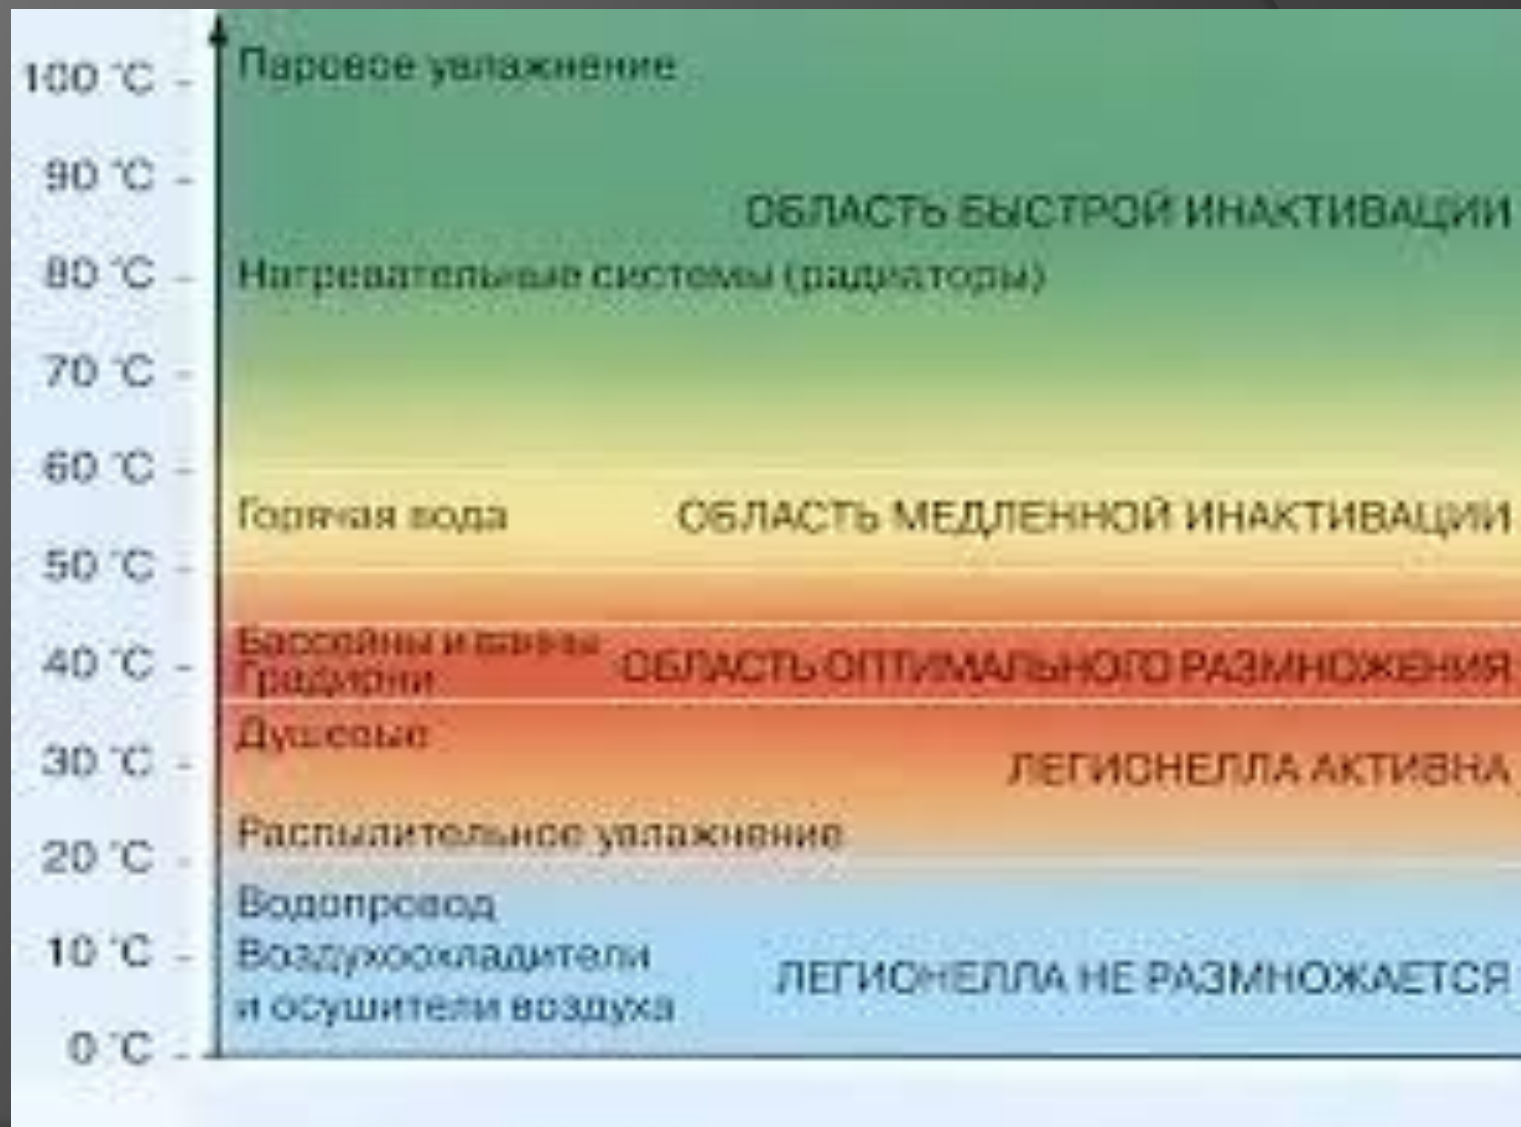 100 °C
Паровое увлажнение
90 °C
ОБЛАСТЬ БЫСТРОЙ ИНАКТИВАЦИИ
80 °C
Нагревательные системы (радиаторы)
70 °C
60 °C
Горячая вода
ОБЛАСТЬ МЕДЛЕННОЙ ИНАКТИВАЦИИ
50 °C
Бассейны и ванны
40 °C
ОБЛАСТЬ ОПТИМАЛЬНОГО РАЗМНОЖЕНИЯ
Градирни
Душевые
30 °C
ЛЕГИОНЕЛЛА АКТИВНА
Распылительное увлажнение
20 °C
Водопровод
10 °C
Воздухоохладители
ЛЕГИОНЕЛЛА НЕ РАЗМНОЖАЕТСЯ
и осушители воздуха
0 °C